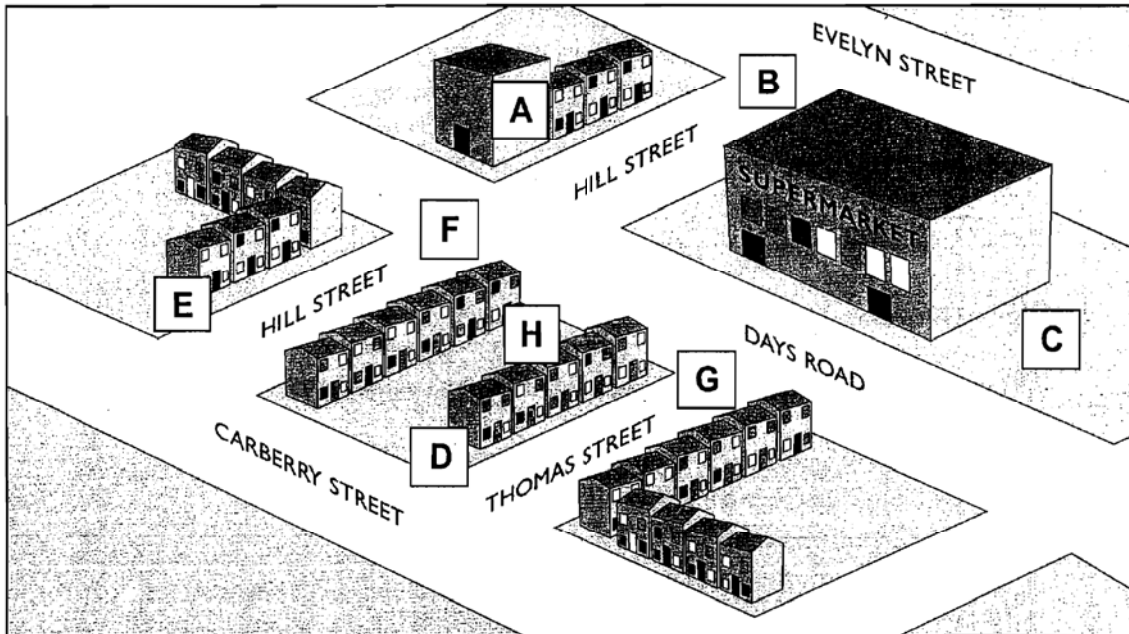 EVELYN STREET
B
A
HILL STREET
SUPERMARKET
F
E
HILL STREET
H
C
DAYS ROAD
G
D
CARBERRY STREET
THOMAS STREET